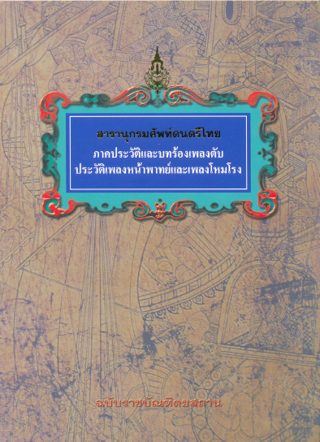 สารานุกรมศัพท์ดนตรีไทย
ภาคประวัติและบทร้องเพลงตับ
ประวัติเพลงหน้าพาทย์และเพลงโหมโรง
ฉบับราชบัณฑิตยสถาน